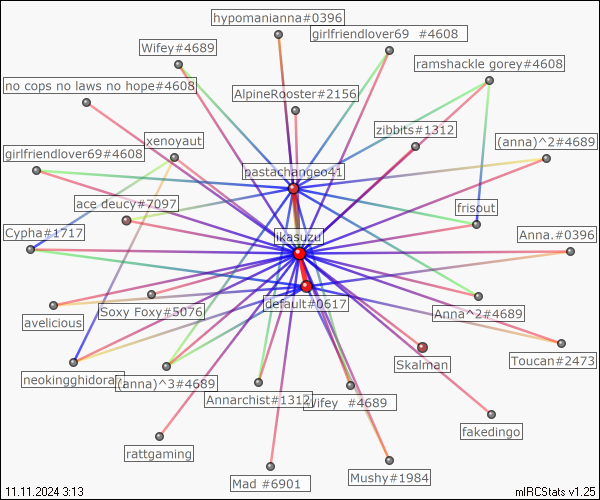 hypomanianna#0396
girlfriendlover69 #4608
Wifey#4689
ramshackle gorey#4608
no cops no laws no hope#4608
AlpineRooster#2156
zibbits#1312
xenoyaut
(anna)^2#4689
girlfriendlover69#4608
pastachangeo41
ace deucy#7097
frisout
Cypha#1717
ikasuzu
Anna.#0396
default#0617
Soxy Foxy#5076
Anna^2#4689
avelicious
Toucan#2473
Skalman
neokingghidora
(anna)^3#4689
Annarchist#1312
Wifey #4689
fakedingo
rattgaming
Mad #6901
Mushy#1984
11.11.2024 3:13
mIRCStats v1.25